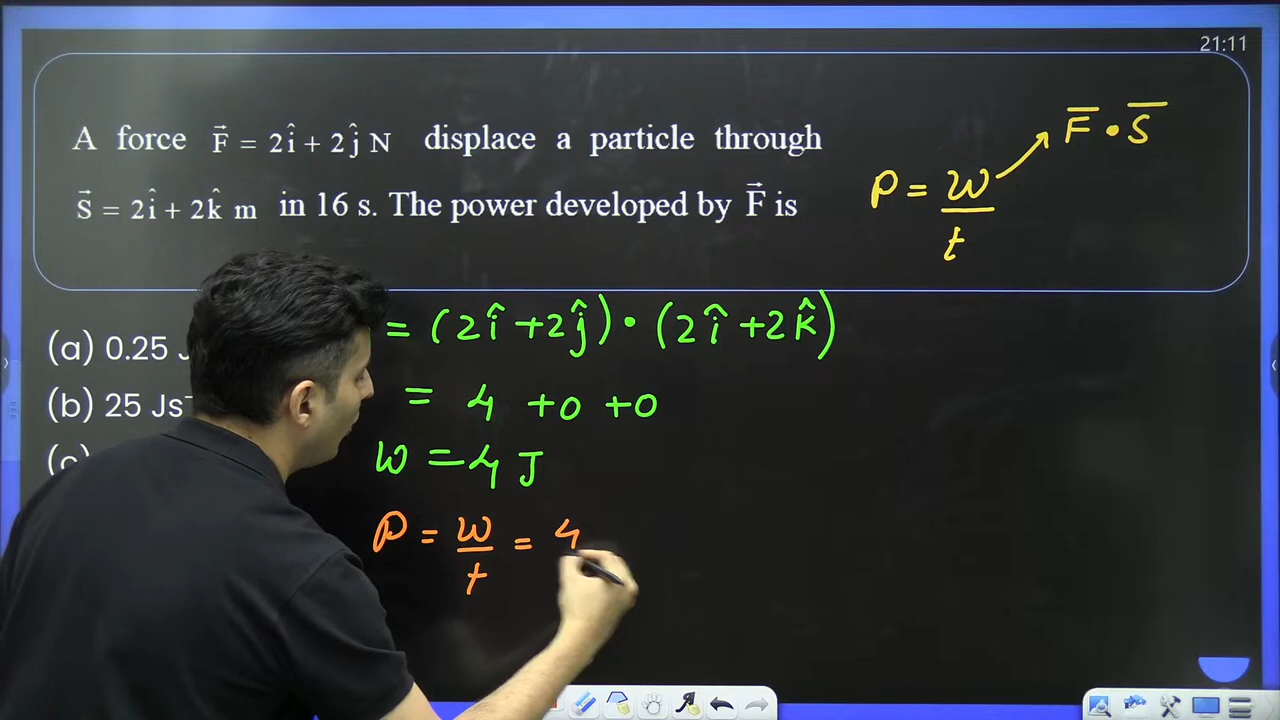 21:11
A force F⃗ = 2î + 2ĵ N displace a particle through
S⃗ = 2î + 2k̂ m in 16 s. The power developed by F⃗ is
P = W/t
F̅ • S̅
= (2î + 2ĵ) • (2î + 2k̂)
(a) 0.25
= 4 + 0 + 0
(b) 25 Js⁻
W = 4 J
P = W/t = 4